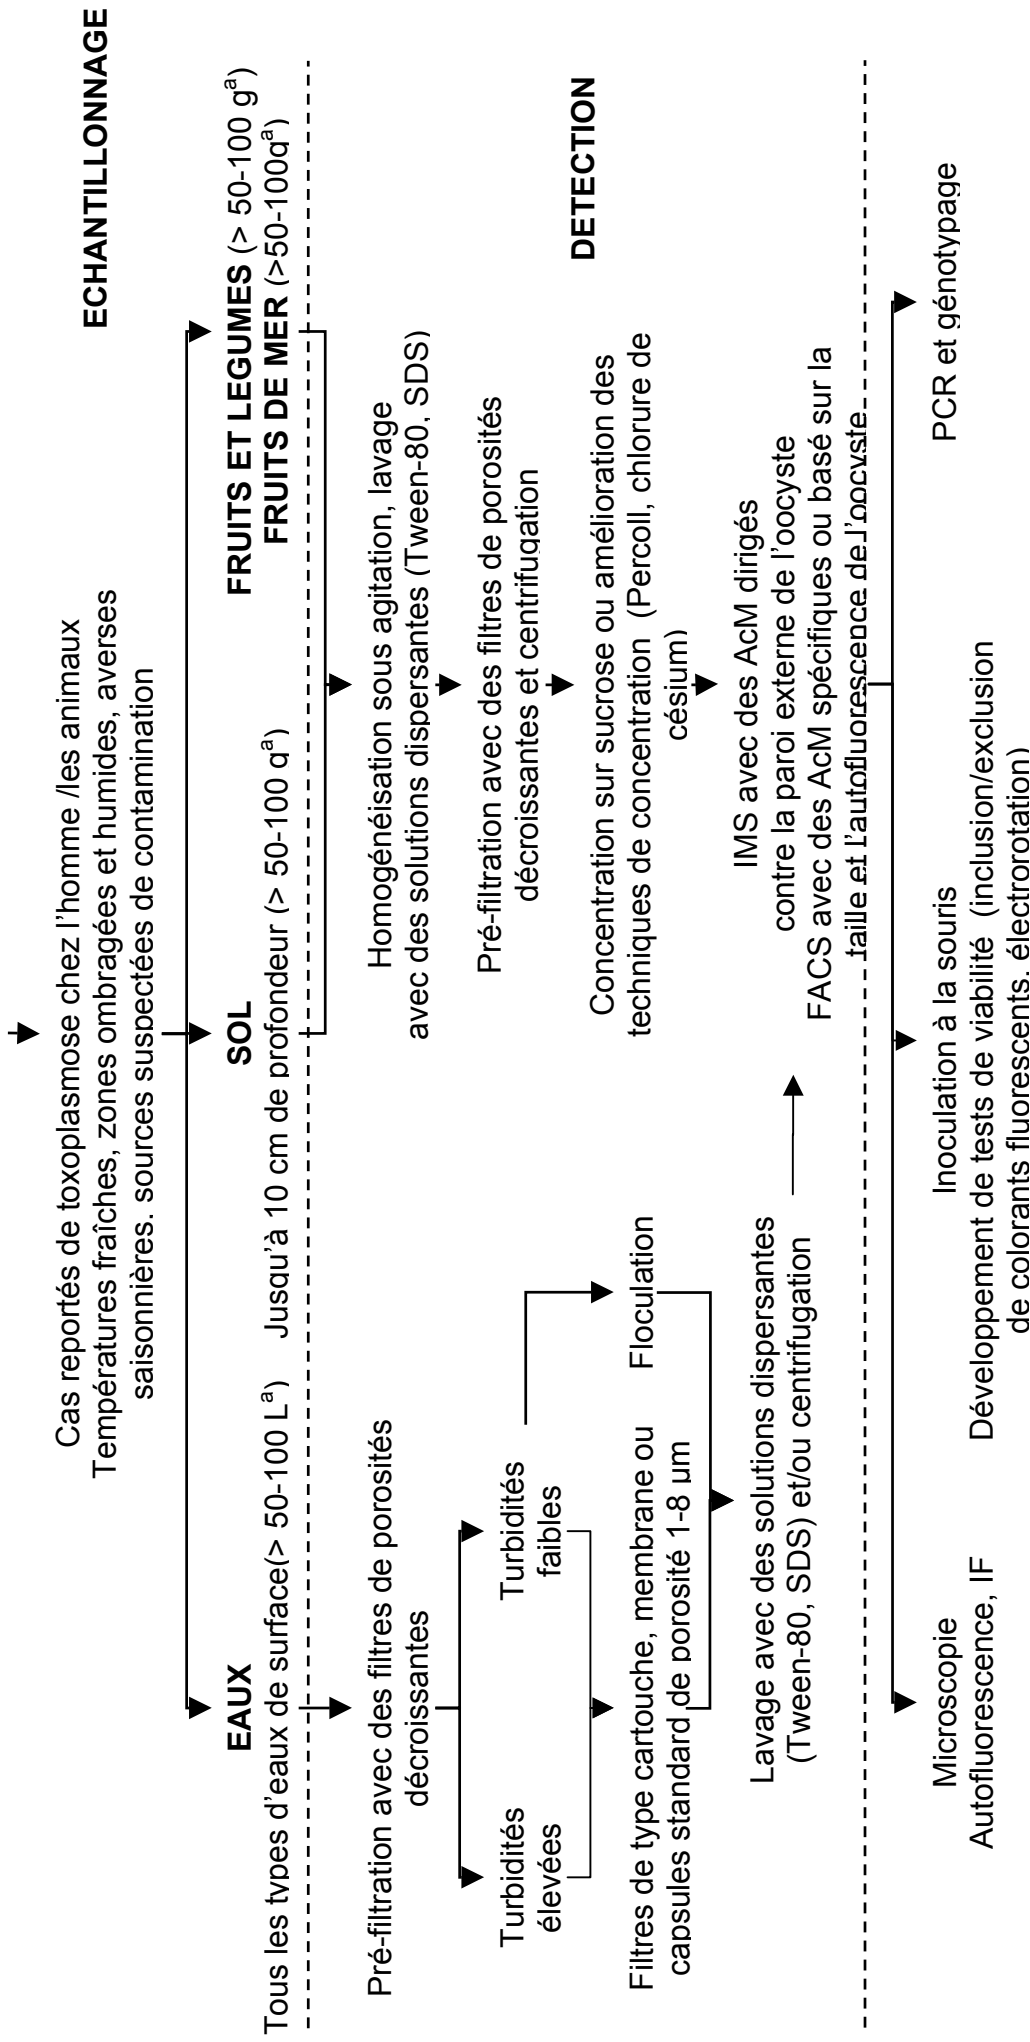 ECHANTILLONNAGE
Cas reportés de toxoplasmose chez l'homme /les animaux
Températures fraîches, zones ombragées et humides, averses
saisonnières, sources suspectées de contamination
EAUX
Tous les types d'eaux de surface(> 50-100 Lᵃ)
SOL
Jusqu'à 10 cm de profondeur (> 50-100 gᵃ)
FRUITS ET LEGUMES (> 50-100 gᵃ)
FRUITS DE MER (>50-100gᵃ)
DETECTION
Pré-filtration avec des filtres de porosités
décroissantes
Turbidités
élevées
Turbidités
faibles
Filtres de type cartouche, membrane ou
capsules standard de porosité 1-8 µm
Floculation
Lavage avec des solutions dispersantes
(Tween-80, SDS) et/ou centrifugation
Homogénéisation sous agitation, lavage
avec des solutions dispersantes (Tween-80, SDS)
Pré-filtration avec des filtres de porosités
décroissantes et centrifugation
Concentration sur sucrose ou amélioration des
techniques de concentration (Percoll, chlorure de
césium)
IMS avec des AcM dirigés
contre la paroi externe de l'oocyste
FACS avec des AcM spécifiques ou basé sur la
taille et l'autofluorescence de l'oocyste
Microscopie
Autofluorescence, IF
Inoculation à la souris
Développement de tests de viabilité (inclusion/exclusion
de colorants fluorescents, électrorotation)
PCR et génotypage